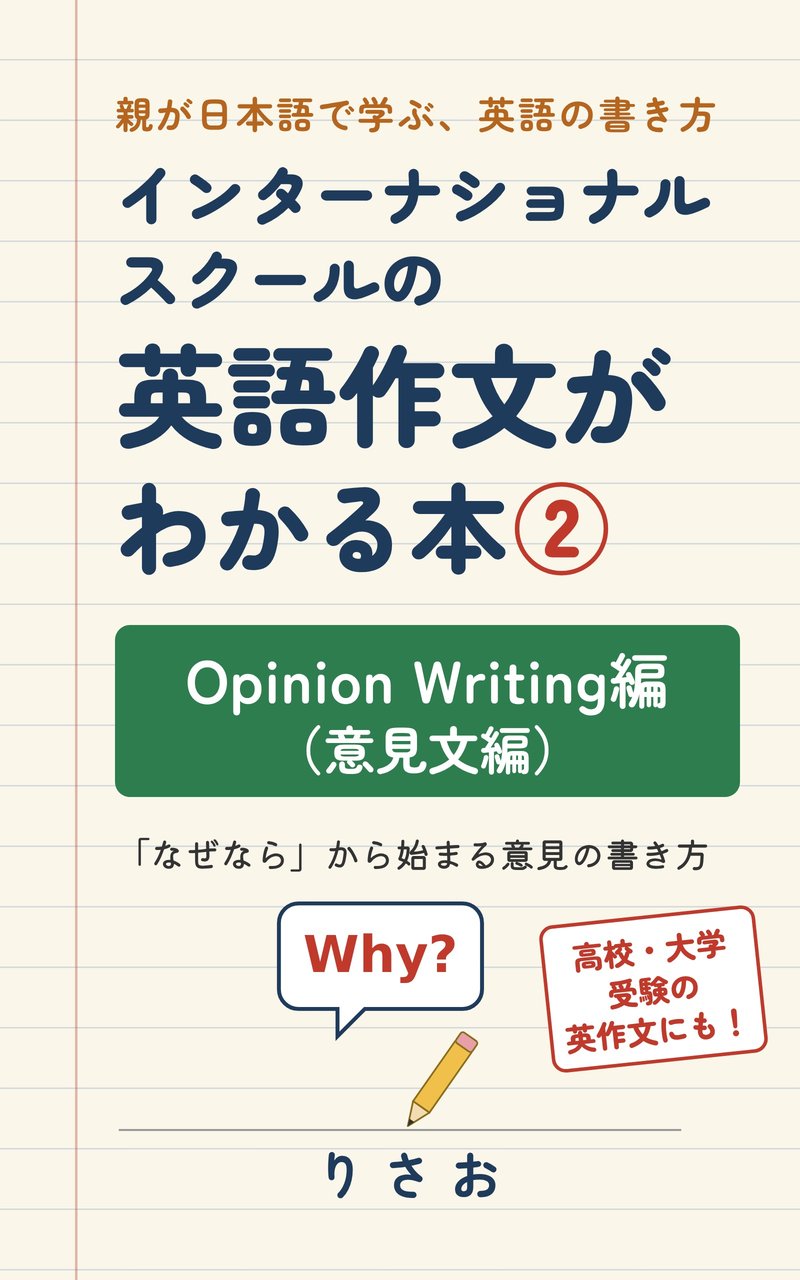 親が日本語で学ぶ、英語の書き方
インターナショナル
スクールの
英語作文が
わかる本②
Opinion Writing編
（意見文編）
「なぜなら」から始まる意見の書き方
Why?
高校・大学
受験の
英作文にも！
りさお